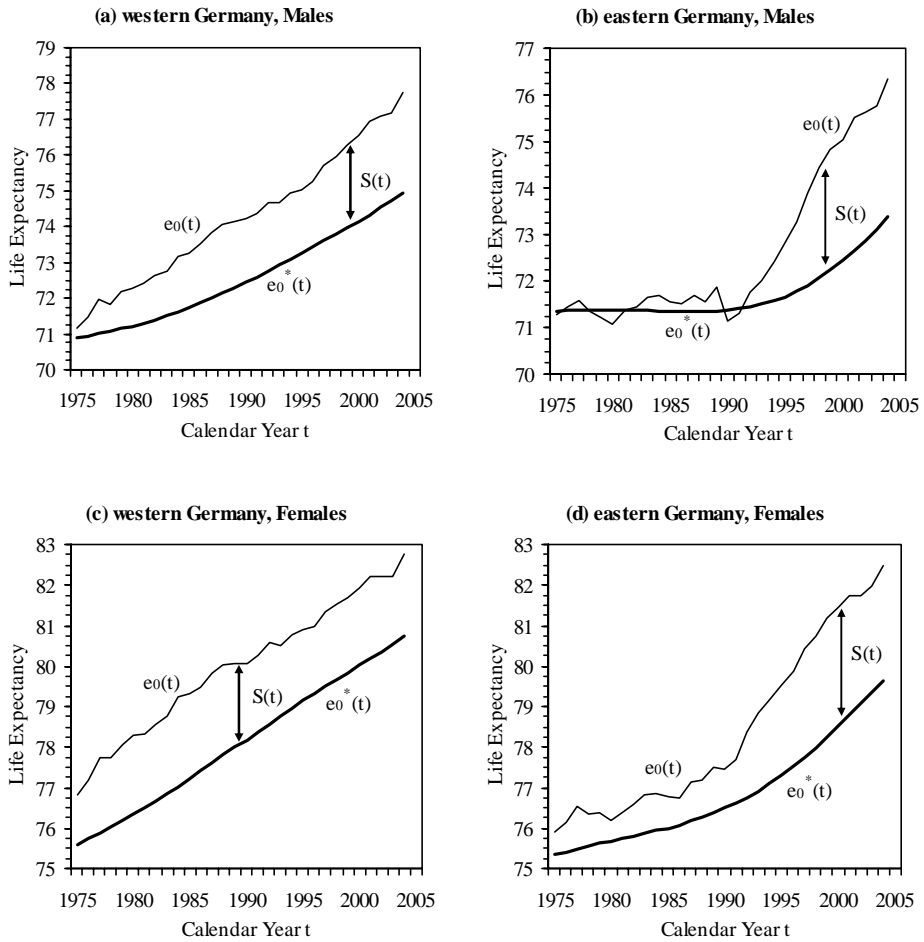 (a) western Germany, Males
79
78
77
76
75
74
73
72
71
70
Life Expectancy
e0(t)
S(t)
e0*(t)
1975 1980 1985 1990 1995 2000 2005
Calendar Year t
(b) eastern Germany, Males
77
76
75
74
73
72
71
70
Life Expectancy
e0(t)
S(t)
e0*(t)
1975 1980 1985 1990 1995 2000 2005
Calendar Year t
(c) western Germany, Females
83
82
81
80
79
78
77
76
75
Life Expectancy
e0(t)
S(t)
e0*(t)
1975 1980 1985 1990 1995 2000 2005
Calendar Year t
(d) eastern Germany, Females
83
82
81
80
79
78
77
76
75
Life Expectancy
S(t)
e0(t)
e0*(t)
1975 1980 1985 1990 1995 2000 2005
Calendar Year t